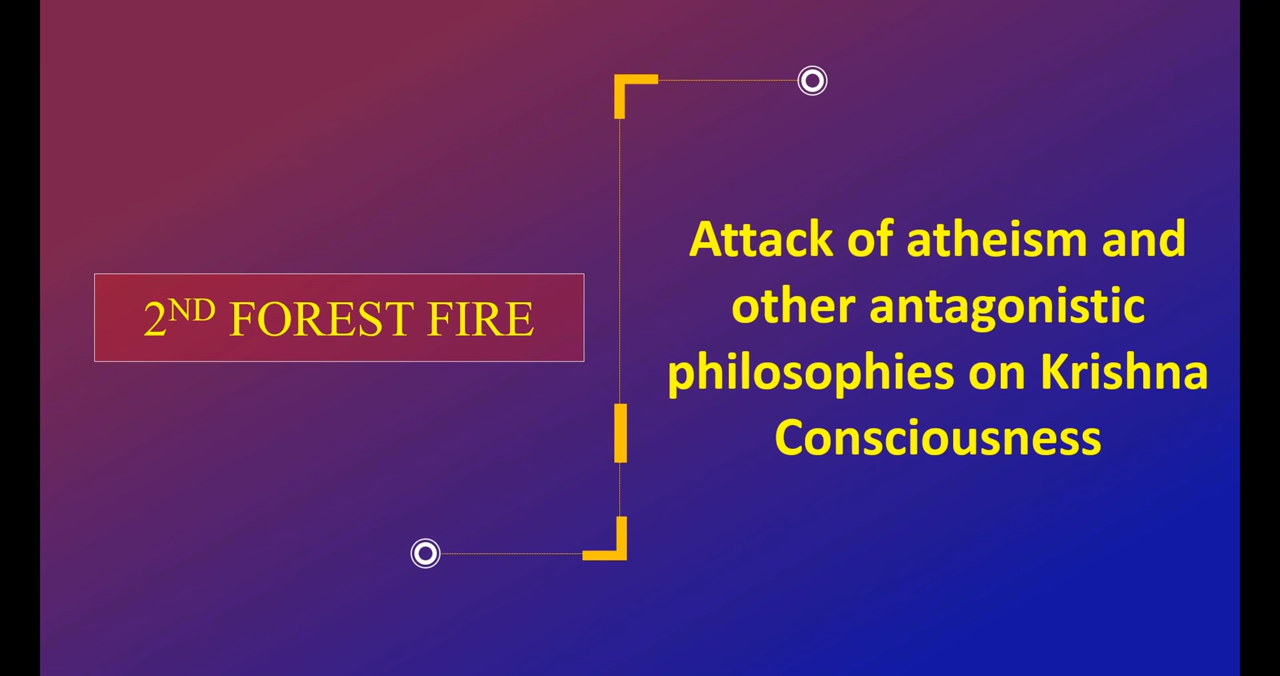 2ND FOREST FIRE
Attack of atheism and
other antagonistic
philosophies on Krishna
Consciousness